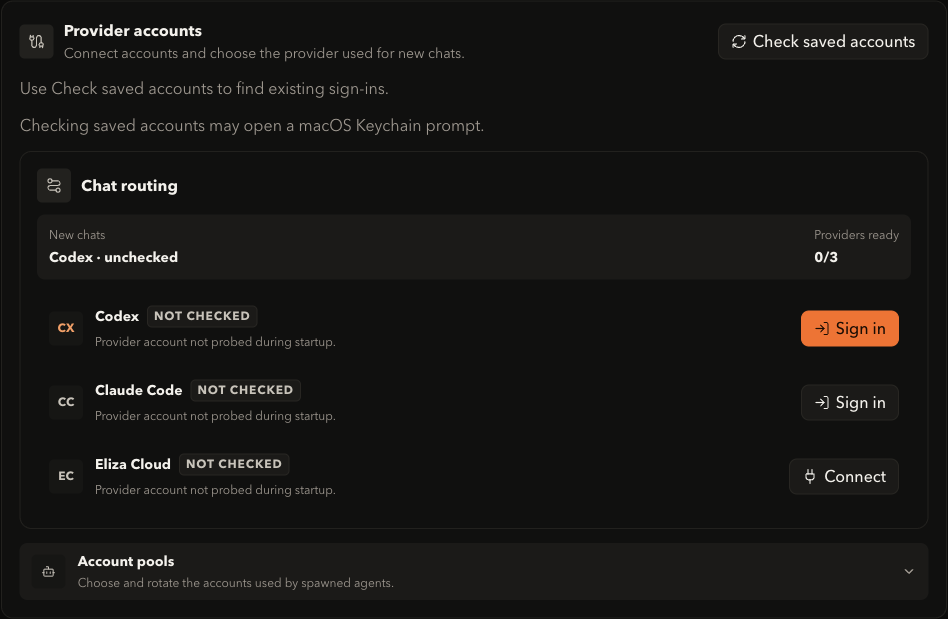 Provider accounts
Connect accounts and choose the provider used for new chats.
Check saved accounts
Use Check saved accounts to find existing sign-ins.
Checking saved accounts may open a macOS Keychain prompt.
Chat routing
New chats
Providers ready
Codex · unchecked
0/3
CX
Codex
NOT CHECKED
Provider account not probed during startup.
Sign in
CC
Claude Code
NOT CHECKED
Provider account not probed during startup.
Sign in
EC
Eliza Cloud
NOT CHECKED
Provider account not probed during startup.
Connect
Account pools
Choose and rotate the accounts used by spawned agents.